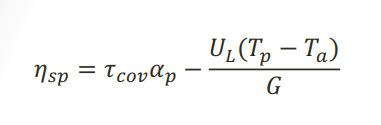 η_sp = τ_cov α_p − U_L(T_p − T_a) / G